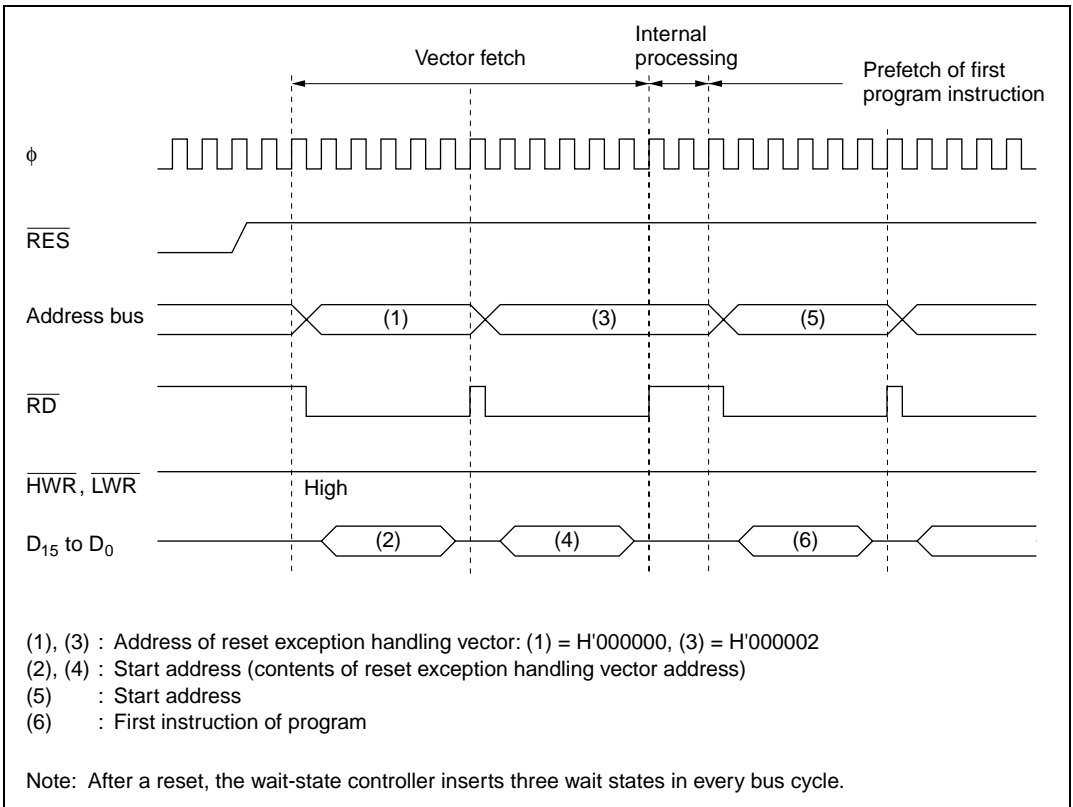 Internal
processing
Vector fetch
Prefetch of first
program instruction
ϕ
RES
Address bus
(1)
(3)
(5)
RD
HWR, LWR
High
D15 to D0
(2)
(4)
(6)
(1), (3) : Address of reset exception handling vector: (1) = H'000000, (3) = H'000002
(2), (4) : Start address (contents of reset exception handling vector address)
(5) : Start address
(6) : First instruction of program
Note: After a reset, the wait-state controller inserts three wait states in every bus cycle.